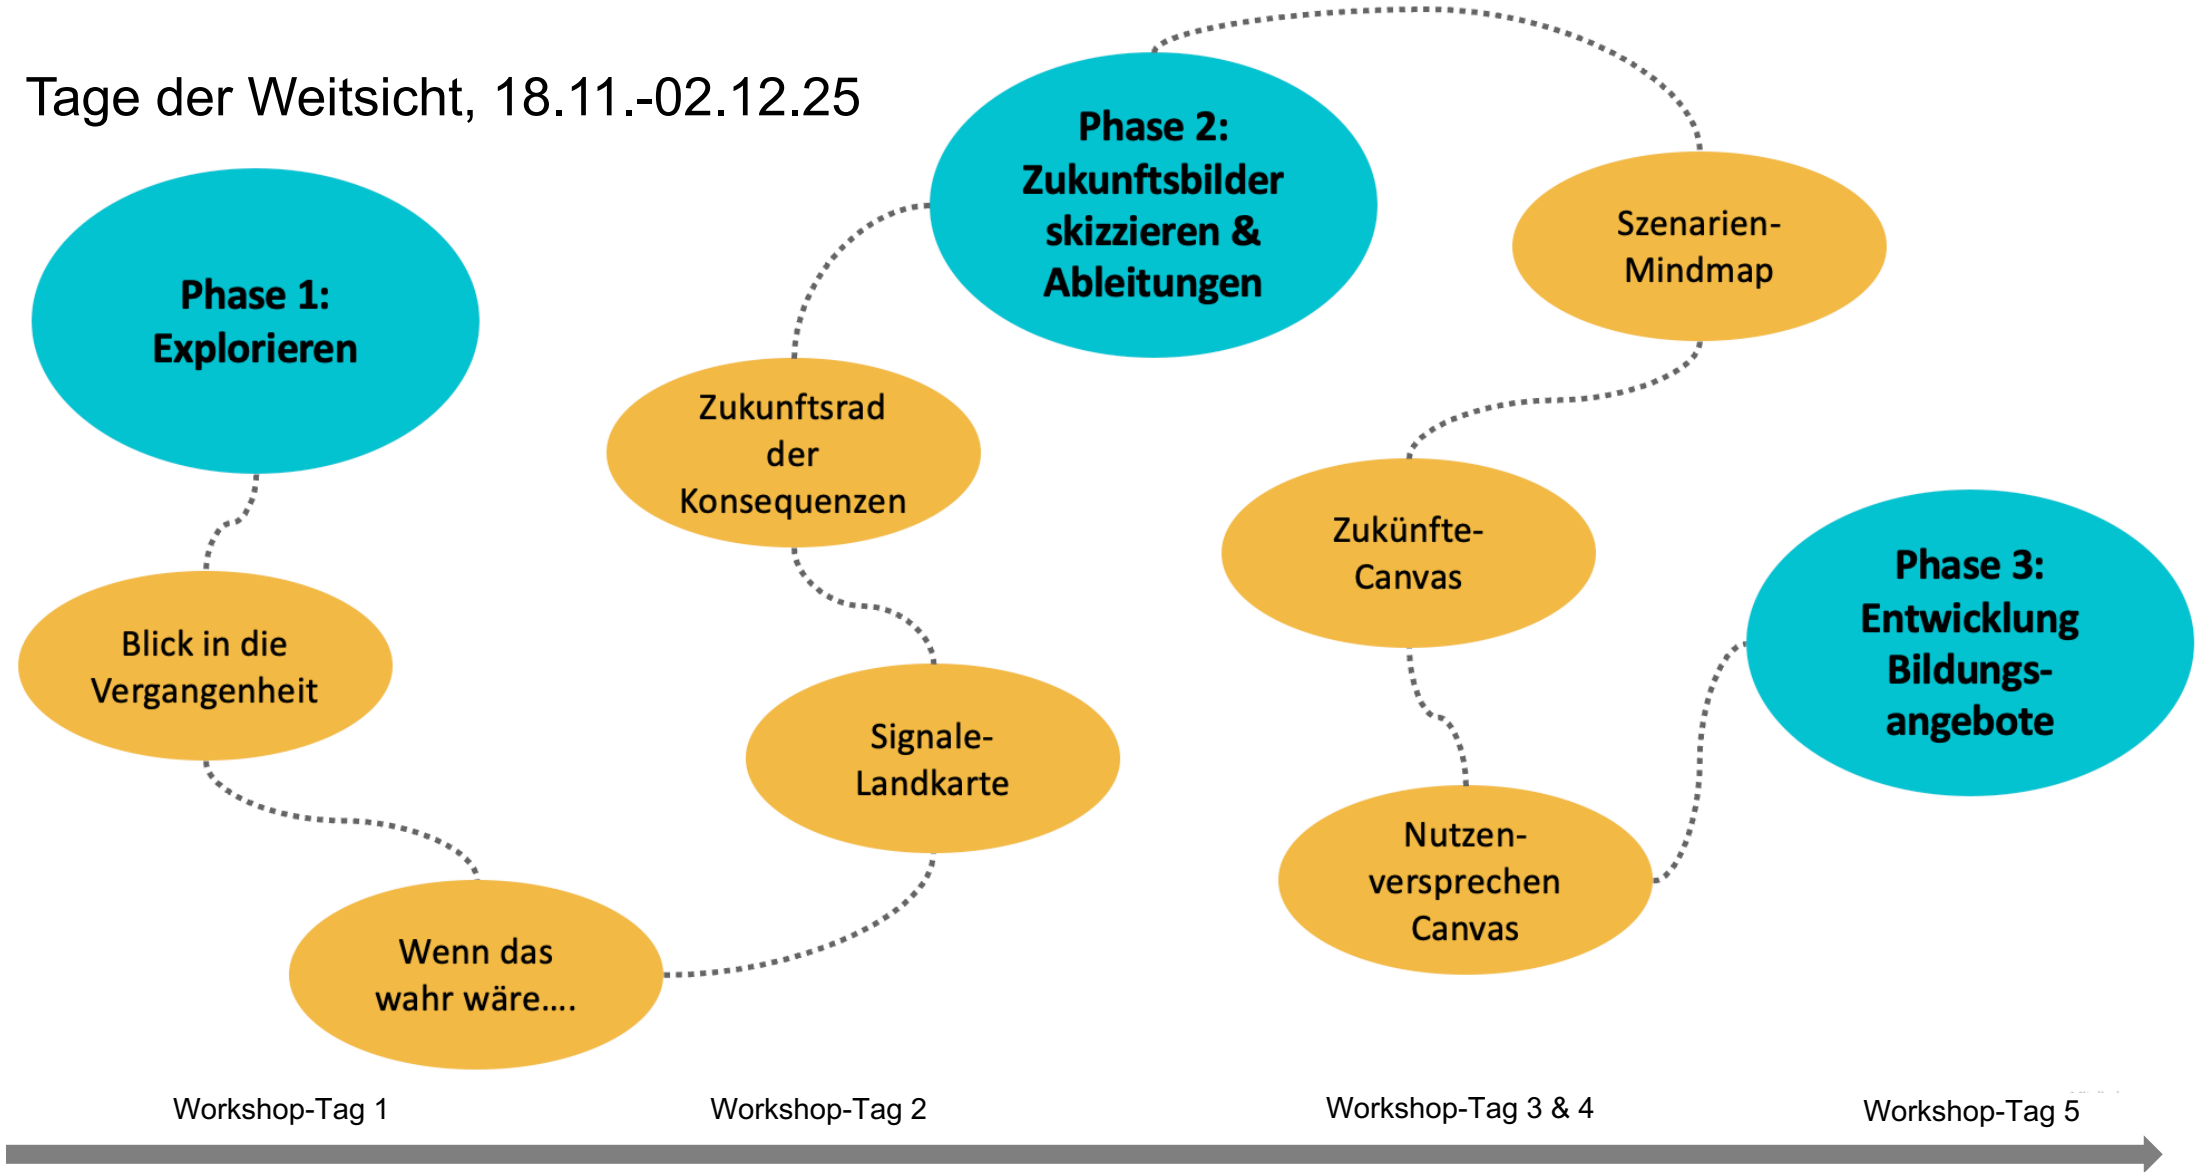 Tage der Weitsicht, 18.11.-02.12.25
Phase 1:
Explorieren
Blick in die
Vergangenheit
Wenn das
wahr wäre....
Signale-
Landkarte
Zukunftsrad
der
Konsequenzen
Phase 2:
Zukunftsbilder
skizzieren &
Ableitungen
Szenarien-
Mindmap
Zukünfte-
Canvas
Nutzen-
versprechen
Canvas
Phase 3:
Entwicklung
Bildungs-
angebote
Workshop-Tag 1
Workshop-Tag 2
Workshop-Tag 3 & 4
Workshop-Tag 5